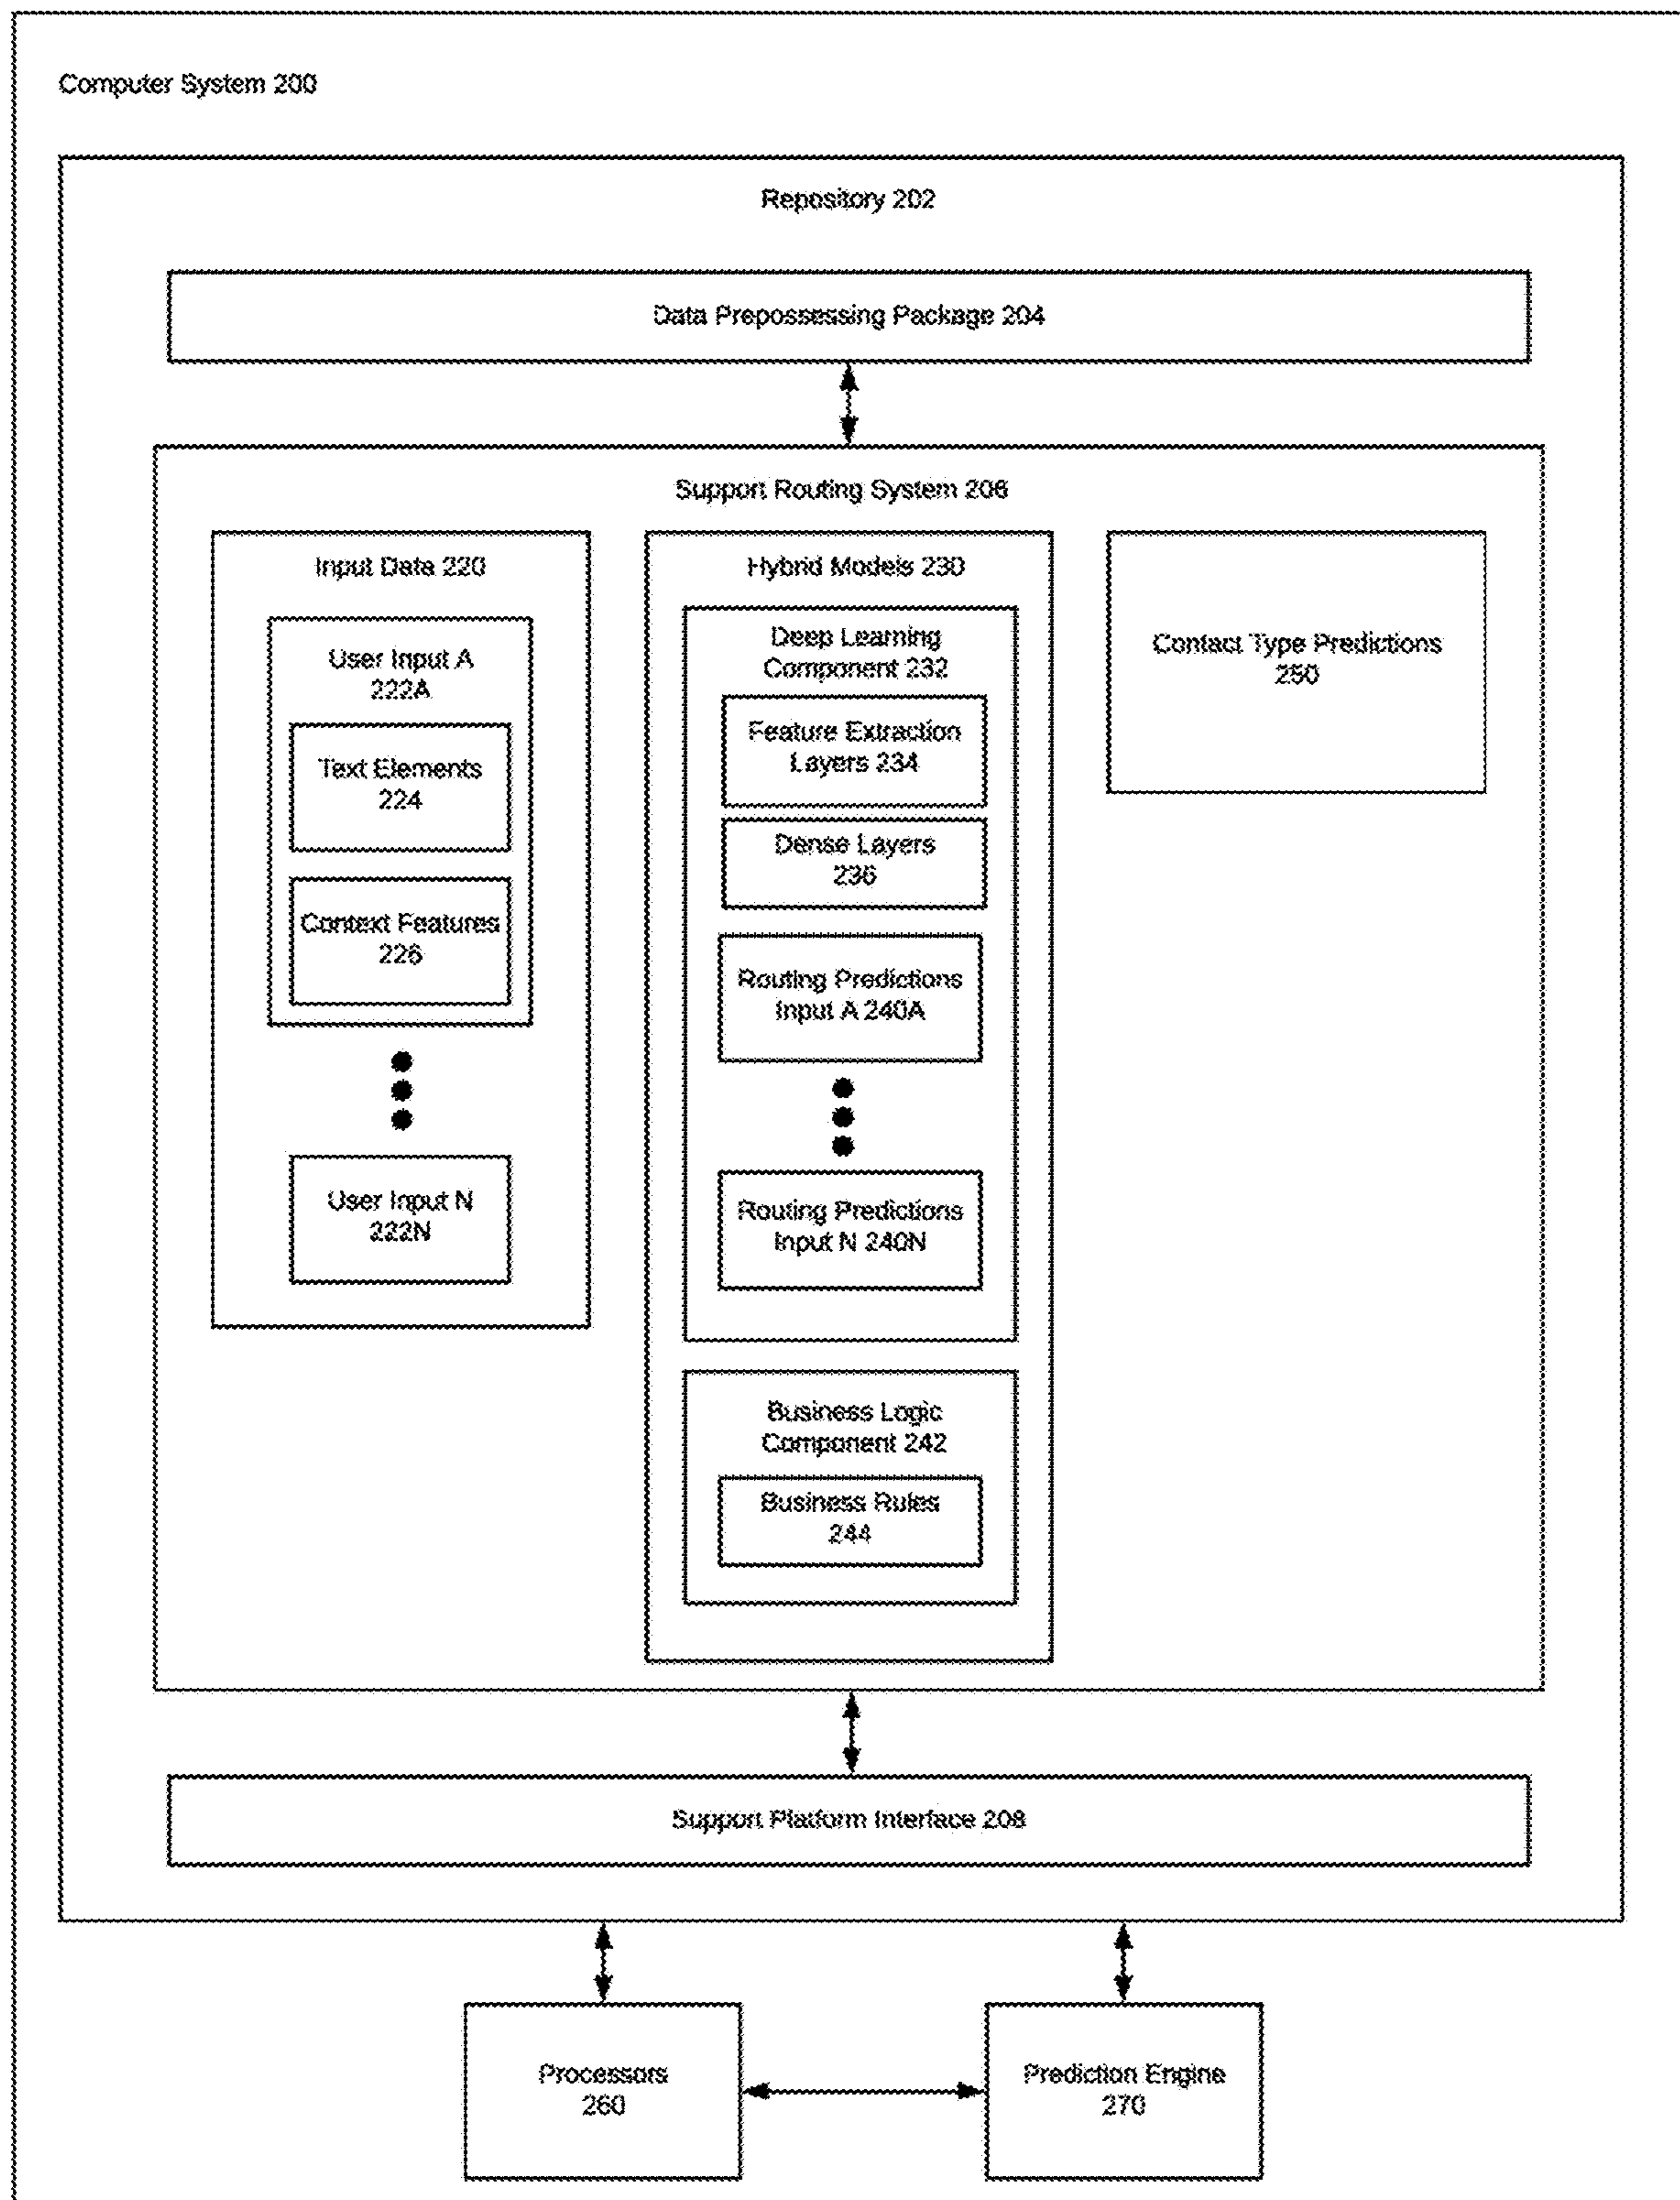 Computer System 200
Repository 202
Data Prepossessing Package 204
Support Routing System 206
Input Data 220
User Input A
222A
Text Elements
224
Context Features
226
User Input N
222N
Hybrid Models 230
Deep Learning
Component 232
Feature Extraction
Layers 234
Dense Layers
236
Routing Predictions
Input A 240A
Routing Predictions
Input N 240N
Business Logic
Component 242
Business Rules
244
Contact Type Predictions
250
Support Platform Interface 208
Processors
260
Prediction Engine
270